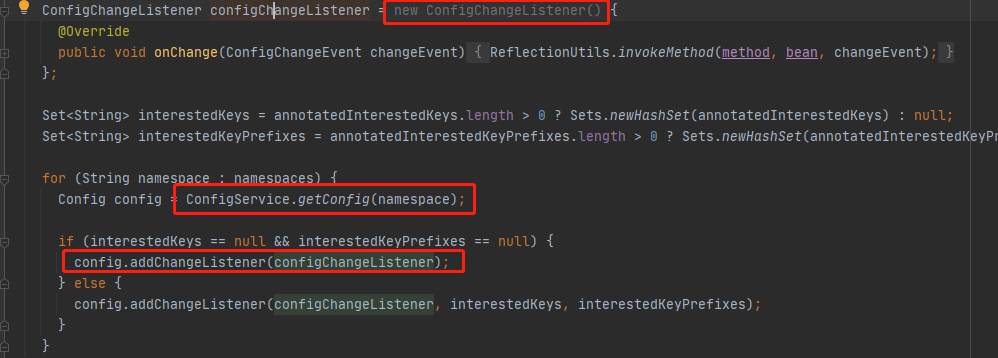 ConfigChangeListener configChangeListener = new ConfigChangeListener() {
@Override
public void onChange(ConfigChangeEvent changeEvent) { ReflectionUtils.invokeMethod(method, bean, changeEvent); }
};
Set<String> interestedKeys = annotatedInterestedKeys.length > 0 ? Sets.newHashSet(annotatedInterestedKeys) : null;
Set<String> interestedKeyPrefixes = annotatedInterestedKeyPrefixes.length > 0 ? Sets.newHashSet(annotatedInterestedKeyPr
for (String namespace : namespaces) {
Config config = ConfigService.getConfig(namespace);
if (interestedKeys == null && interestedKeyPrefixes == null) {
config.addChangeListener(configChangeListener);
} else {
config.addChangeListener(configChangeListener, interestedKeys, interestedKeyPrefixes);
}
}